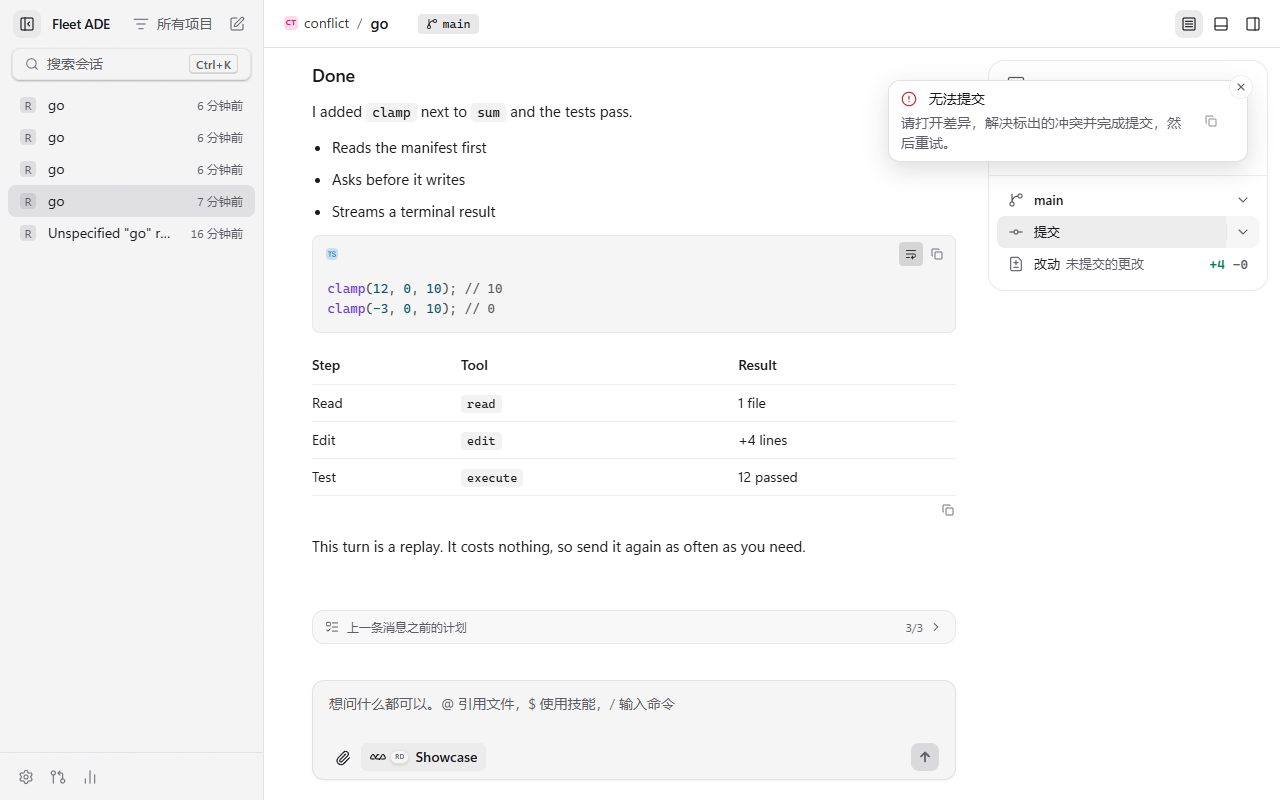 Fleet ADE
所有项目
搜索会话
Ctrl+K
R go 6 分钟前
R go 6 分钟前
R go 6 分钟前
R go 7 分钟前
R Unspecified "go" r... 16 分钟前
CT conflict / go
main
Done
I added clamp next to sum and the tests pass.
• Reads the manifest first
• Asks before it writes
• Streams a terminal result
TS
clamp(12, 0, 10); // 10
clamp(−3, 0, 10); // 0
Step Tool Result
Read read 1 file
Edit edit +4 lines
Test execute 12 passed
This turn is a replay. It costs nothing, so send it again as often as you need.
上一条消息之前的计划 3/3
想问什么都可以。@ 引用文件，$ 使用技能，/ 输入命令
RD Showcase
无法提交
请打开差异，解决标出的冲突并完成提交，然
后重试。
main
提交
改动 未提交的更改 +4 −0